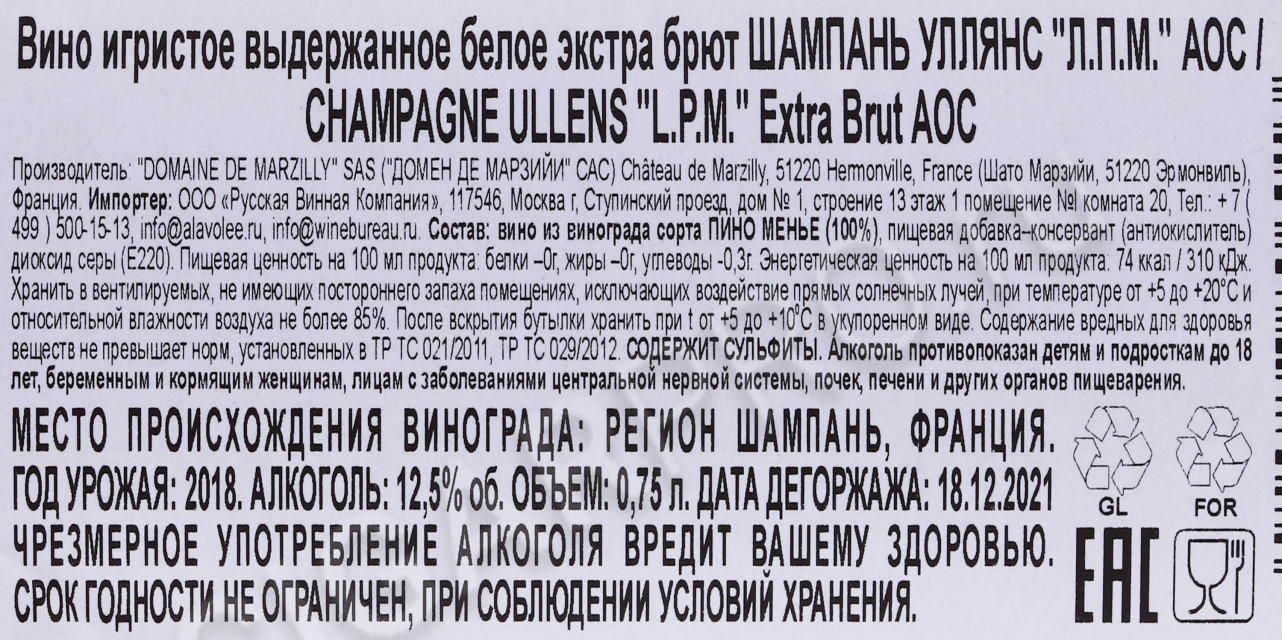 Вино игристое выдержанное белое экстра брют ШАМПАНЬ УЛЛЯНС "Л.П.М." АОС /
CHAMPAGNE ULLENS "L.P.M." Extra Brut AOC
Производитель: "DOMAINE DE MARZILLY" SAS ("ДОМЕН ДЕ МАРЗИЙИ" САС) Château de Marzilly, 51220 Hermonville, France (Шато Марзийи, 51220 Эрмонвиль),
Франция. Импортер: ООО «Русская Винная Компания», 117546, Москва г, Ступинский проезд, дом № 1, строение 13 этаж 1 помещение №I комната 20, Тел.: + 7 (
499 ) 500-15-13, info@alavolee.ru, info@winebureau.ru. Состав: вино из винограда сорта ПИНО МЕНЬЕ (100%), пищевая добавка–консервант (антиокислитель)
диоксид серы (Е220). Пищевая ценность на 100 мл продукта: белки –0г, жиры –0г, углеводы -0,3г. Энергетическая ценность на 100 мл продукта: 74 ккал / 310 кДж.
Хранить в вентилируемых, не имеющих постороннего запаха помещениях, исключающих воздействие прямых солнечных лучей, при температуре от +5 до +20°С и
относительной влажности воздуха не более 85%. После вскрытия бутылки хранить при t от +5 до +10⁰С в укупоренном виде. Содержание вредных для здоровья
веществ не превышает норм, установленных в ТР ТС 021/2011, ТР ТС 029/2012. СОДЕРЖИТ СУЛЬФИТЫ. Алкоголь противопоказан детям и подросткам до 18
лет, беременным и кормящим женщинам, лицам с заболеваниями центральной нервной системы, почек, печени и других органов пищеварения.
МЕСТО ПРОИСХОЖДЕНИЯ ВИНОГРАДА: РЕГИОН ШАМПАНЬ, ФРАНЦИЯ.
ГОД УРОЖАЯ: 2018. АЛКОГОЛЬ: 12,5% об. ОБЪЕМ: 0,75 л. ДАТА ДЕГОРЖАЖА: 18.12.2021
ЧРЕЗМЕРНОЕ УПОТРЕБЛЕНИЕ АЛКОГОЛЯ ВРЕДИТ ВАШЕМУ ЗДОРОВЬЮ.
СРОК ГОДНОСТИ НЕ ОГРАНИЧЕН, ПРИ СОБЛЮДЕНИИ УСЛОВИЙ ХРАНЕНИЯ.
GL FOR
EAC